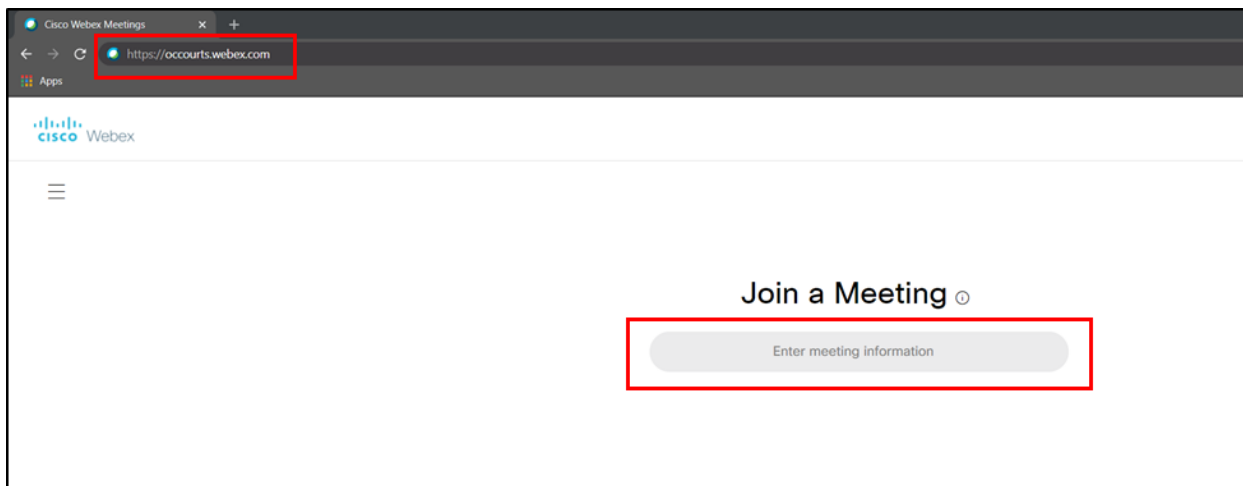 Cisco Webex Meetings
https://occourts.webex.com
Apps
cisco Webex
Join a Meeting
Enter meeting information